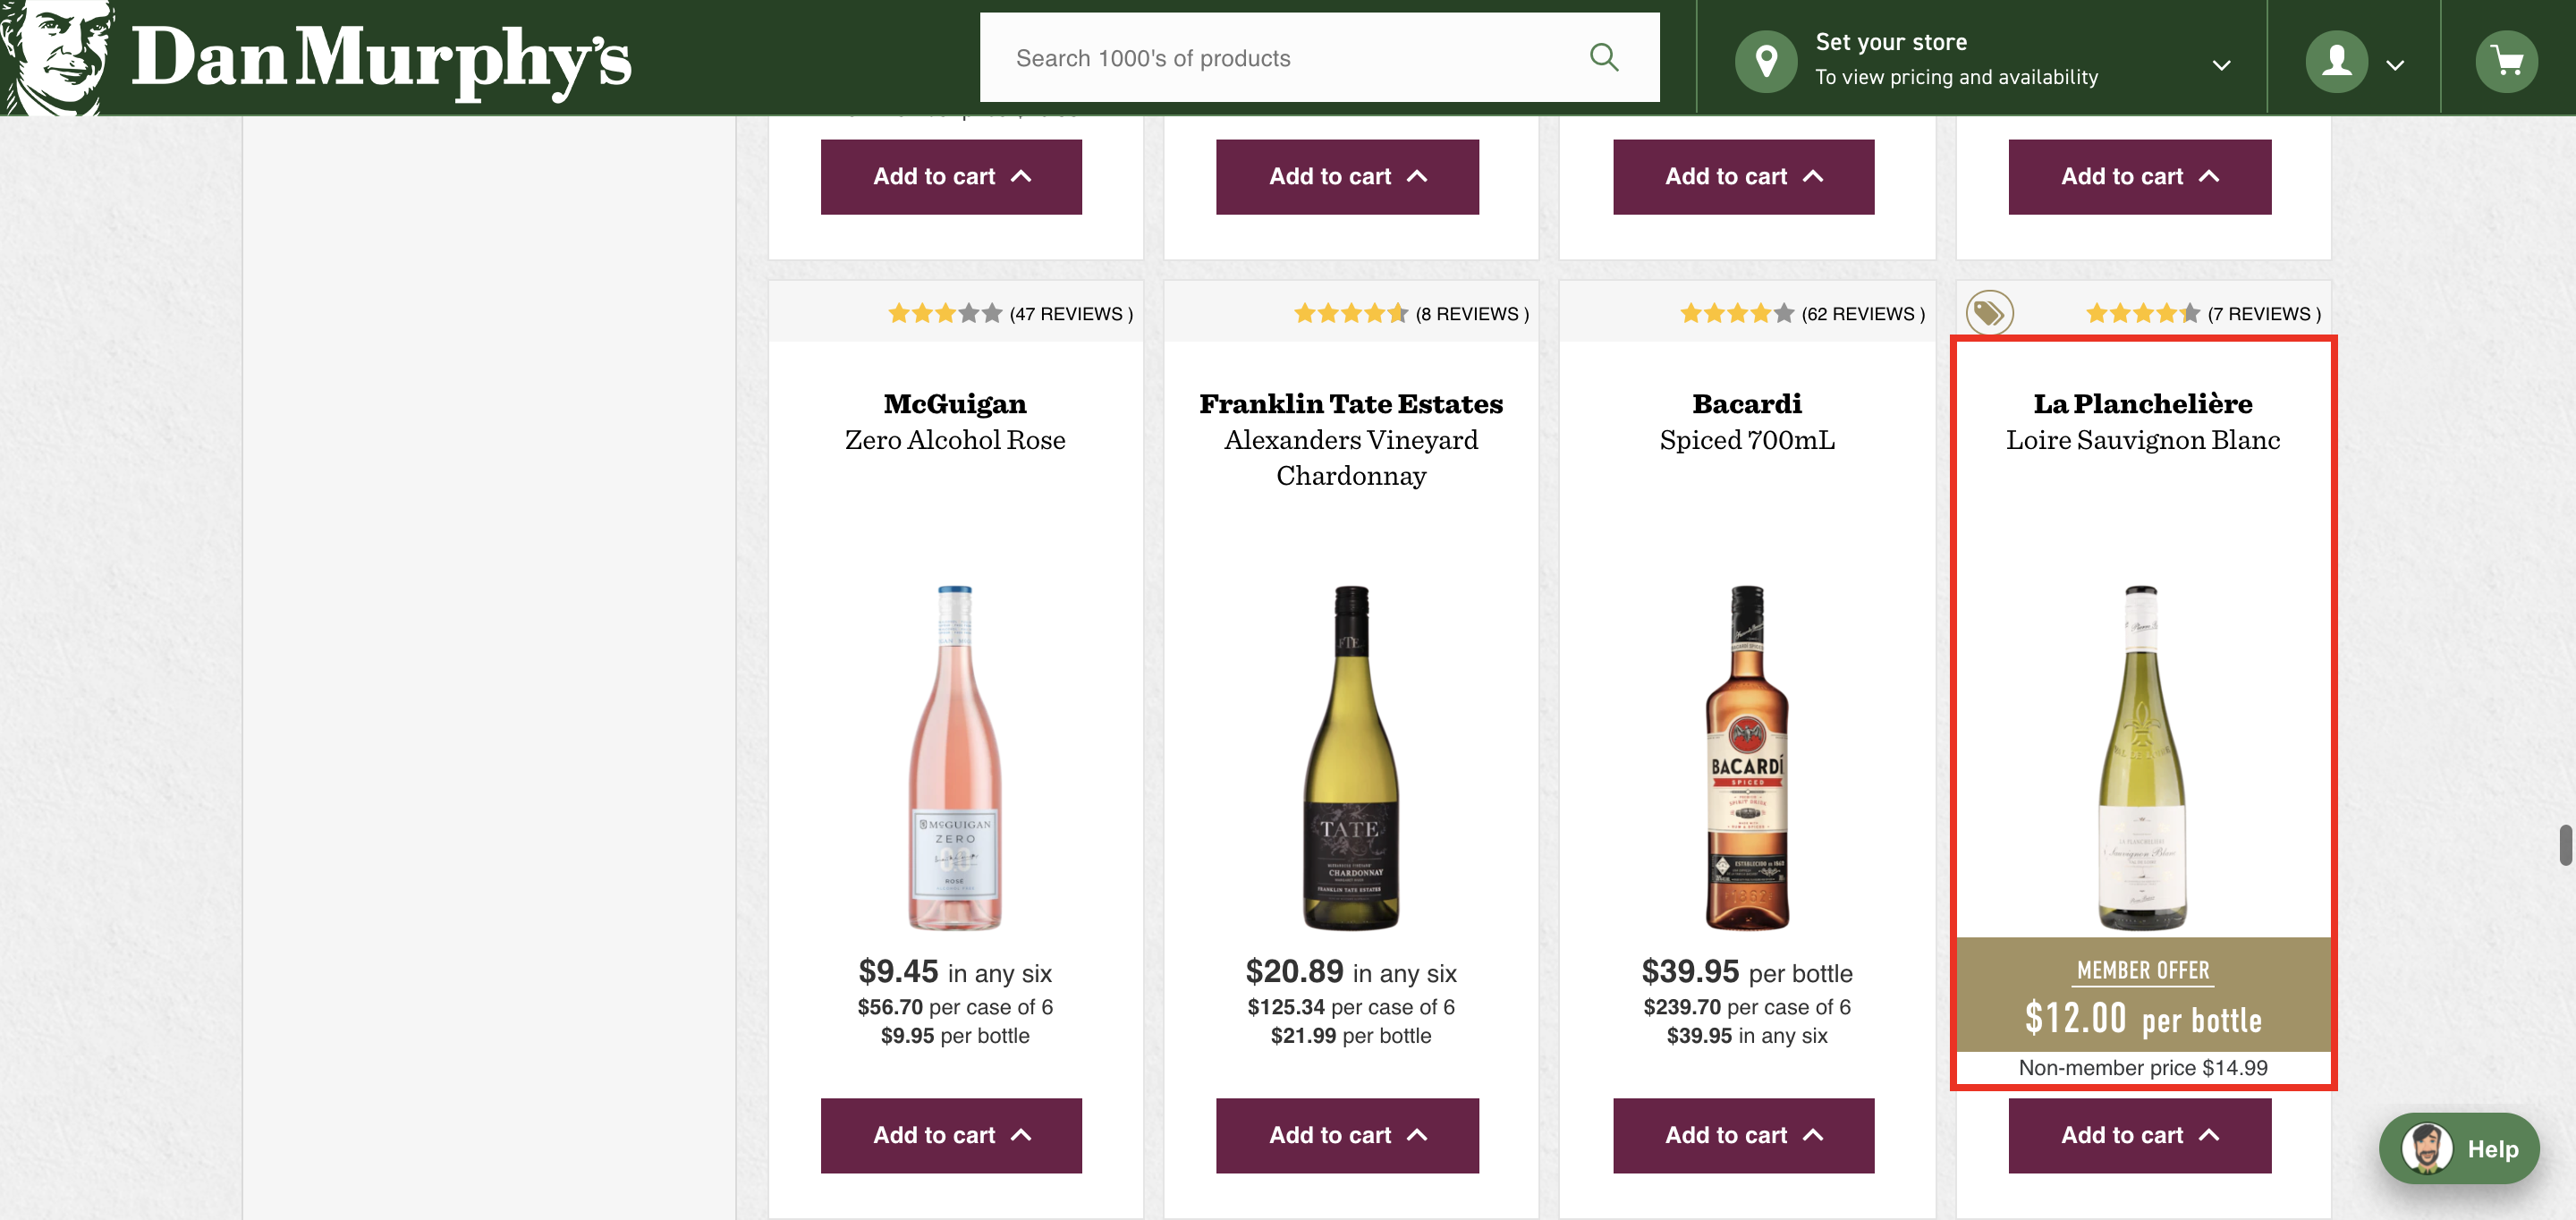 Dan Murphy's
Search 1000's of products
Set your store
To view pricing and availability
Add to cart
Add to cart
Add to cart
Add to cart
(47 REVIEWS )
(8 REVIEWS )
(62 REVIEWS )
(7 REVIEWS )
McGuigan
Zero Alcohol Rose
Franklin Tate Estates
Alexanders Vineyard
Chardonnay
Bacardi
Spiced 700mL
La Planchelière
Loire Sauvignon Blanc
McGUIGAN
ZERO
ROSÉ
TATE
CHARDONNAY
FRANKLIN TATE ESTATES
BACARDÍ
SPICED
1862
LA PLANCHELIÈRE
Sauvignon Blanc
$9.45 in any six
$56.70 per case of 6
$9.95 per bottle
$20.89 in any six
$125.34 per case of 6
$21.99 per bottle
$39.95 per bottle
$239.70 per case of 6
$39.95 in any six
MEMBER OFFER
$12.00 per bottle
Non-member price $14.99
Add to cart
Add to cart
Add to cart
Add to cart
Help